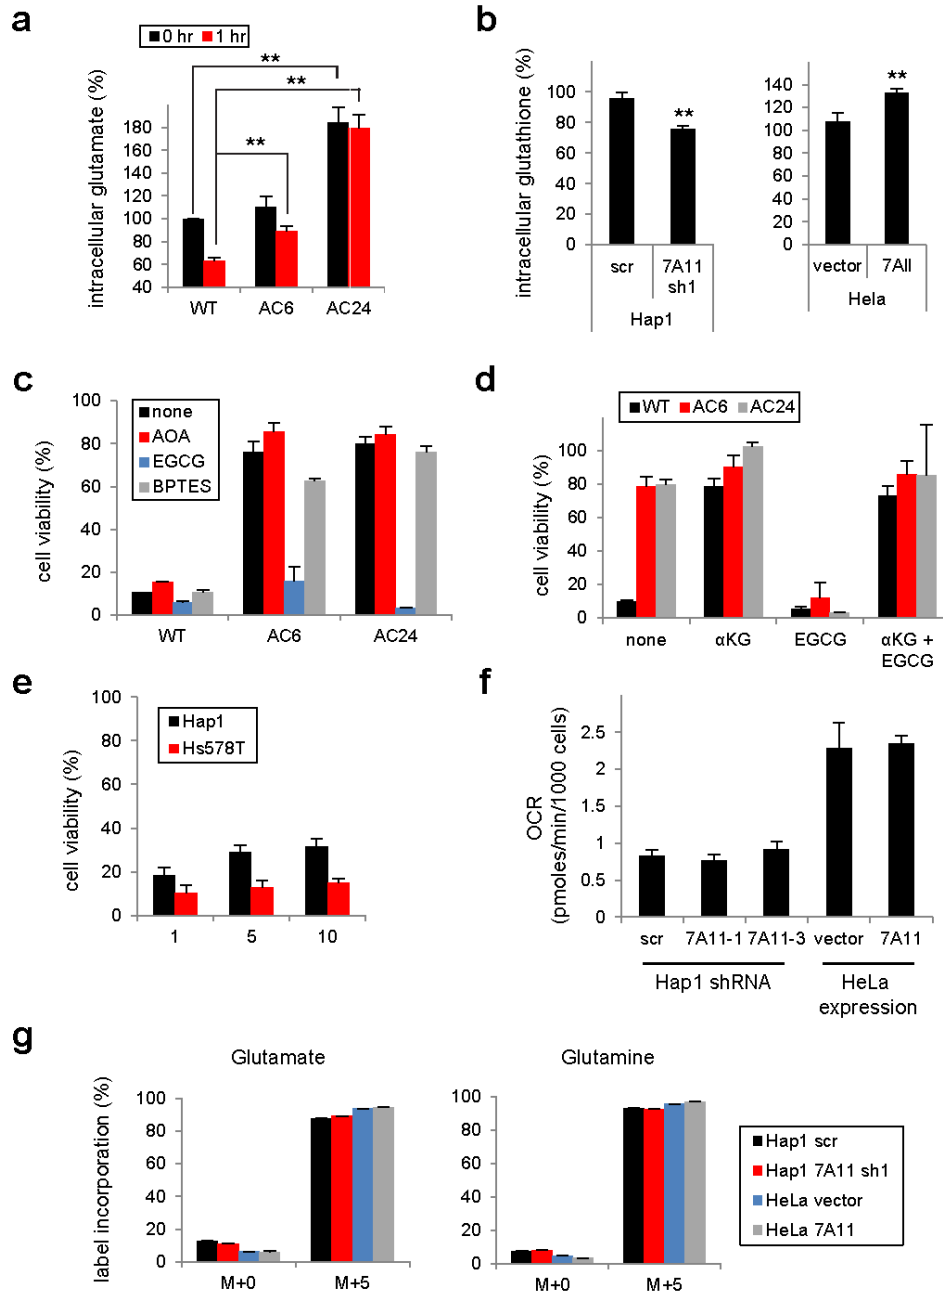 a
0 hr 1 hr
**
**
**
intracellular glutamate (%)
180
160
140
120
100
80
60
40
WT AC6 AC24
b
intracellular glutathione (%)
100
80
60
40
20
0
**
scr 7A11
sh1
Hap1
140
120
100
80
60
40
20
0
**
vector 7All
Hela
c
cell viability (%)
100
80
60
40
20
0
none
AOA
EGCG
BPTES
WT AC6 AC24
d
WT AC6 AC24
cell viability (%)
100
80
60
40
20
0
none αKG EGCG αKG +
EGCG
e
cell viability (%)
100
80
60
40
20
0
Hap1
Hs578T
1 5 10
f
OCR
(pmoles/min/1000 cells)
2.5
2
1.5
1
0.5
0
scr 7A11-1 7A11-3 vector 7A11
Hap1 shRNA HeLa
expression
g
Glutamate
label incorporation (%)
100
80
60
40
20
0
M+0 M+5
Glutamine
100
80
60
40
20
0
M+0 M+5
Hap1 scr
Hap1 7A11 sh1
HeLa vector
HeLa 7A11